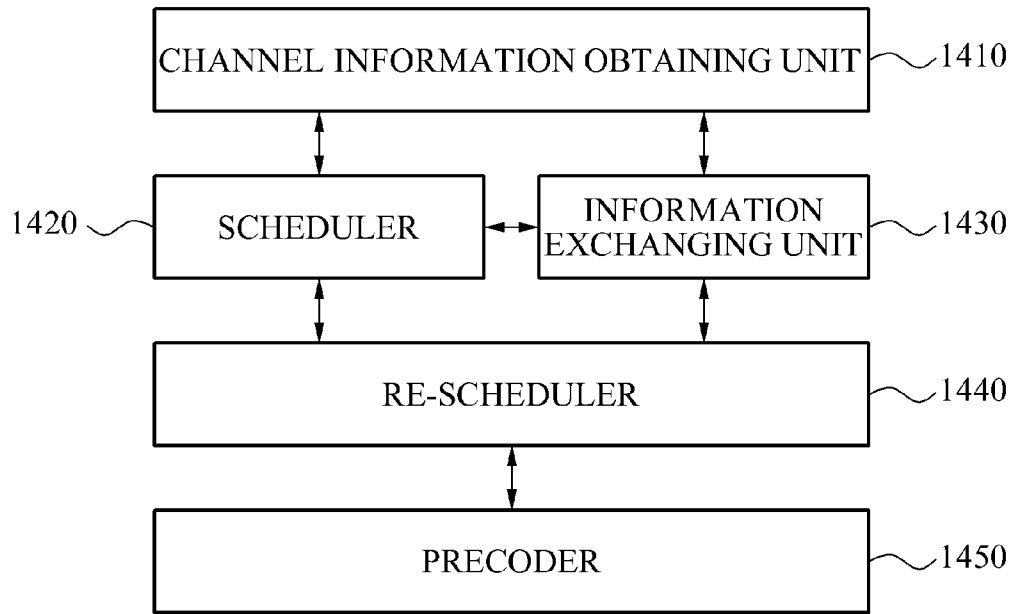 CHANNEL INFORMATION OBTAINING UNIT
1410
1420
SCHEDULER
INFORMATION
EXCHANGING UNIT
1430
RE-SCHEDULER
1440
PRECODER
1450